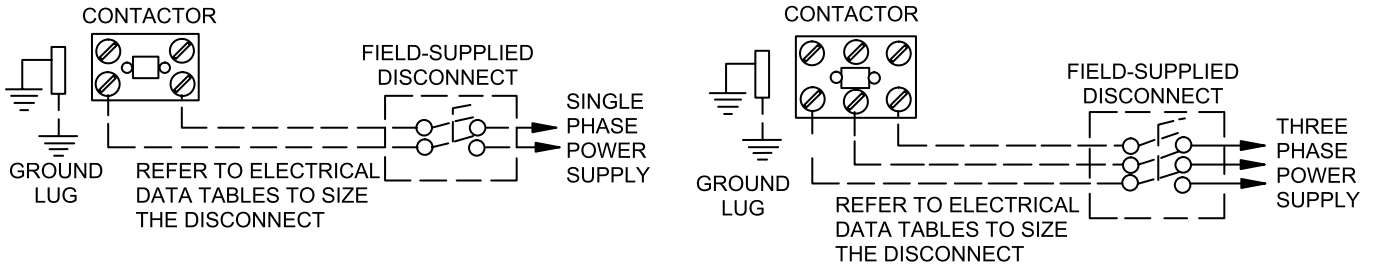 CONTACTOR
FIELD-SUPPLIED
DISCONNECT
SINGLE
PHASE
POWER
SUPPLY
GROUND
LUG
REFER TO ELECTRICAL
DATA TABLES TO SIZE
THE DISCONNECT
CONTACTOR
FIELD-SUPPLIED
DISCONNECT
THREE
PHASE
POWER
SUPPLY
GROUND
LUG
REFER TO ELECTRICAL
DATA TABLES TO SIZE
THE DISCONNECT